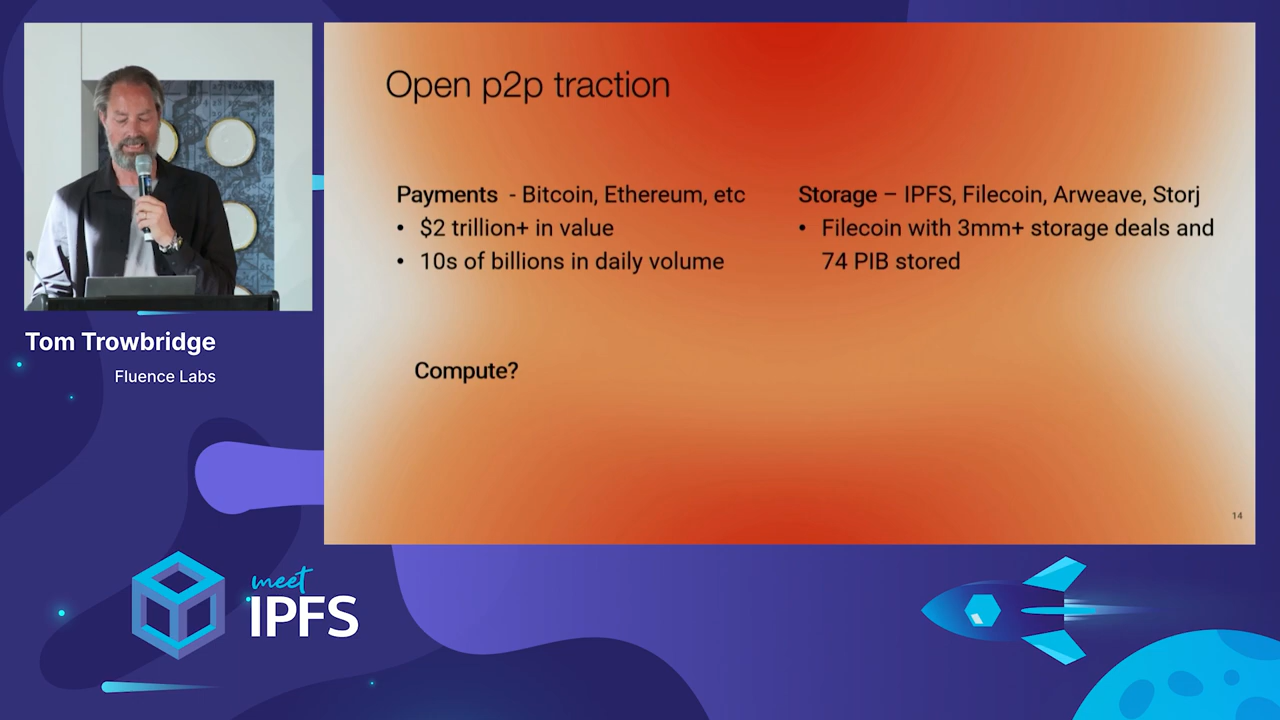 Open p2p traction
Payments - Bitcoin, Ethereum, etc
• $2 trillion+ in value
• 10s of billions in daily volume
Storage – IPFS, Filecoin, Arweave, Storj
• Filecoin with 3mm+ storage deals and
74 PIB stored
Compute?
14
Tom Trowbridge
Fluence Labs
meet
IPFS